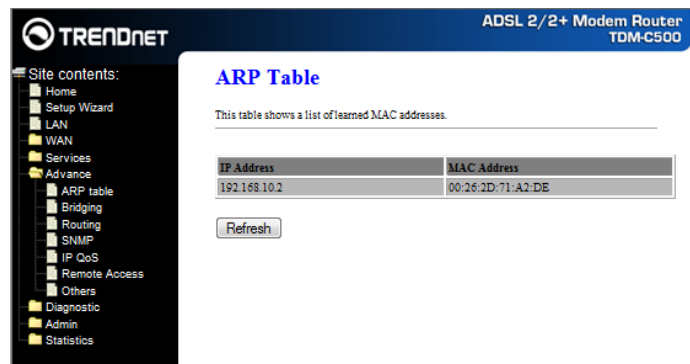 TRENDNET
ADSL 2/2+ Modem Router
TDM-C500
Site contents:
Home
Setup Wizard
LAN
WAN
Services
Advance
ARP table
Bridging
Routing
SNMP
IP QoS
Remote Access
Others
Diagnostic
Admin
Statistics
ARP Table
This table shows a list of learned MAC addresses.
IP Address MAC Address
192.168.10.2 00:26:2D:71:A2:DE
Refresh